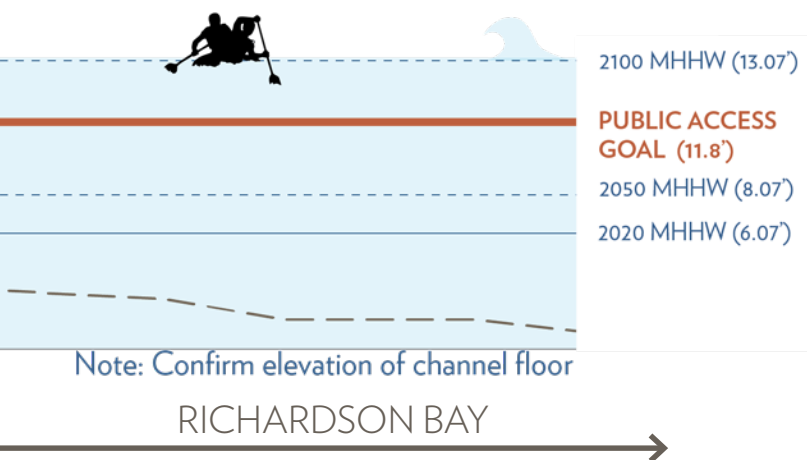 2100 MHHW (13.07')
PUBLIC ACCESS
GOAL (11.8')
2050 MHHW (8.07')
2020 MHHW (6.07')
Note: Confirm elevation of channel floor
RICHARDSON BAY